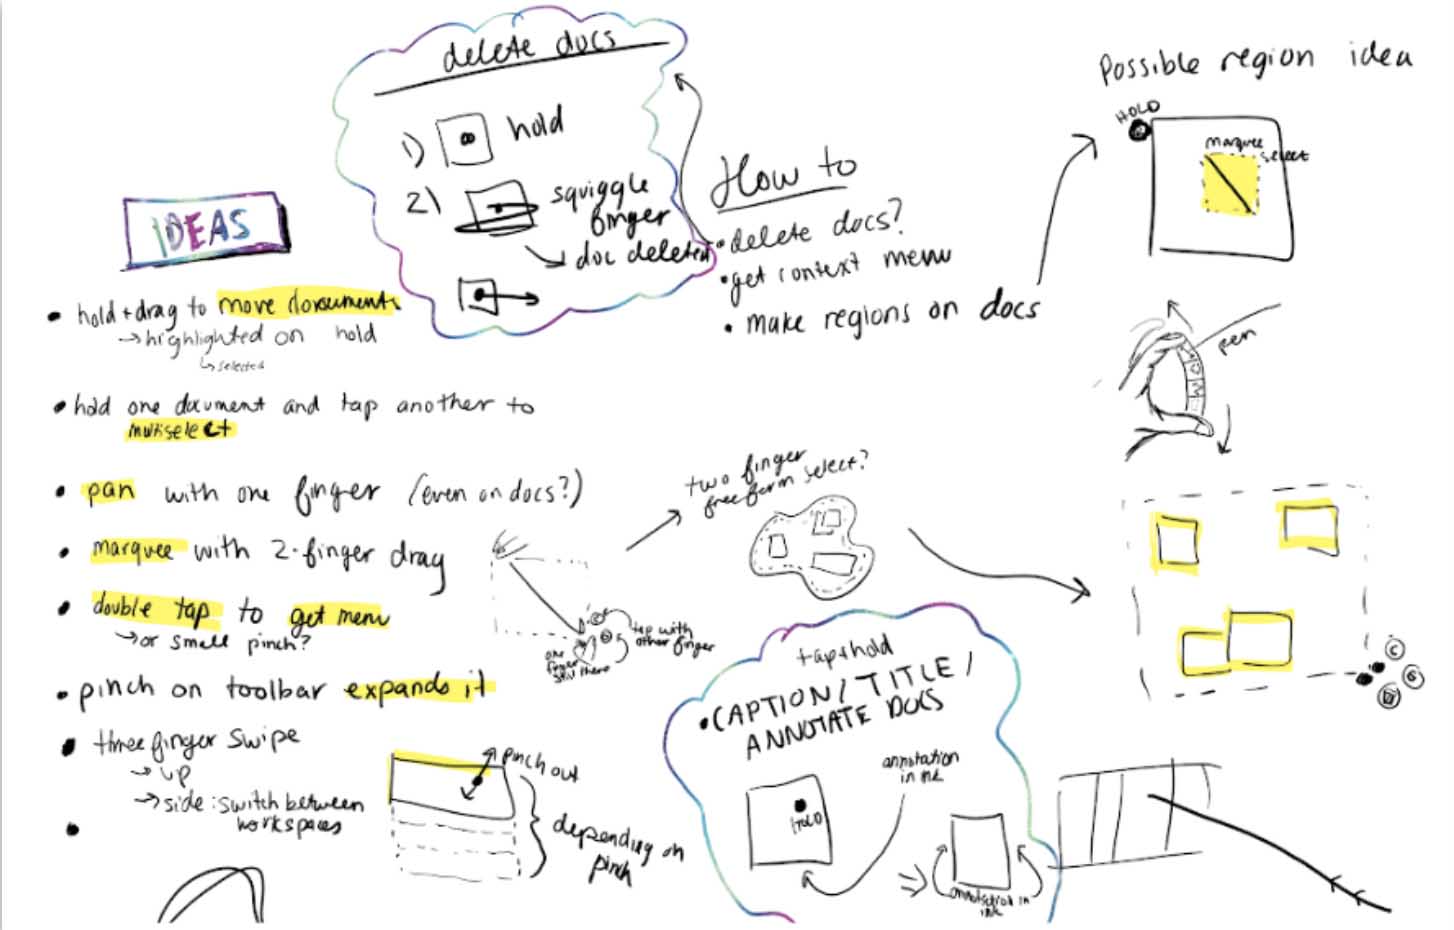 delete docs
1) hold
2) squiggle
finger
→ doc deleted
IDEAS
• hold + drag to move documents
→ highlighted on hold
↳ selected
• hold one document and tap another to
multiselect
• pan with one finger (even on docs?)
• marquee with 2-finger drag
• double tap to get menu
→ or small pinch?
• pinch on toolbar expands it
• three finger swipe
→ up
→ side: switch between
workspaces
•
How to
• delete docs?
• get context menu
• make regions on docs
Possible region idea
HOLD
marquee
select
pen
two finger
freeform select?
one
finger
still there
tap with
other finger
pinch out
depending on
pinch
tap+hold
• CAPTION / TITLE /
ANNOTATE DOCS
HOLD
annotation
in ink
annotation in
ink
C